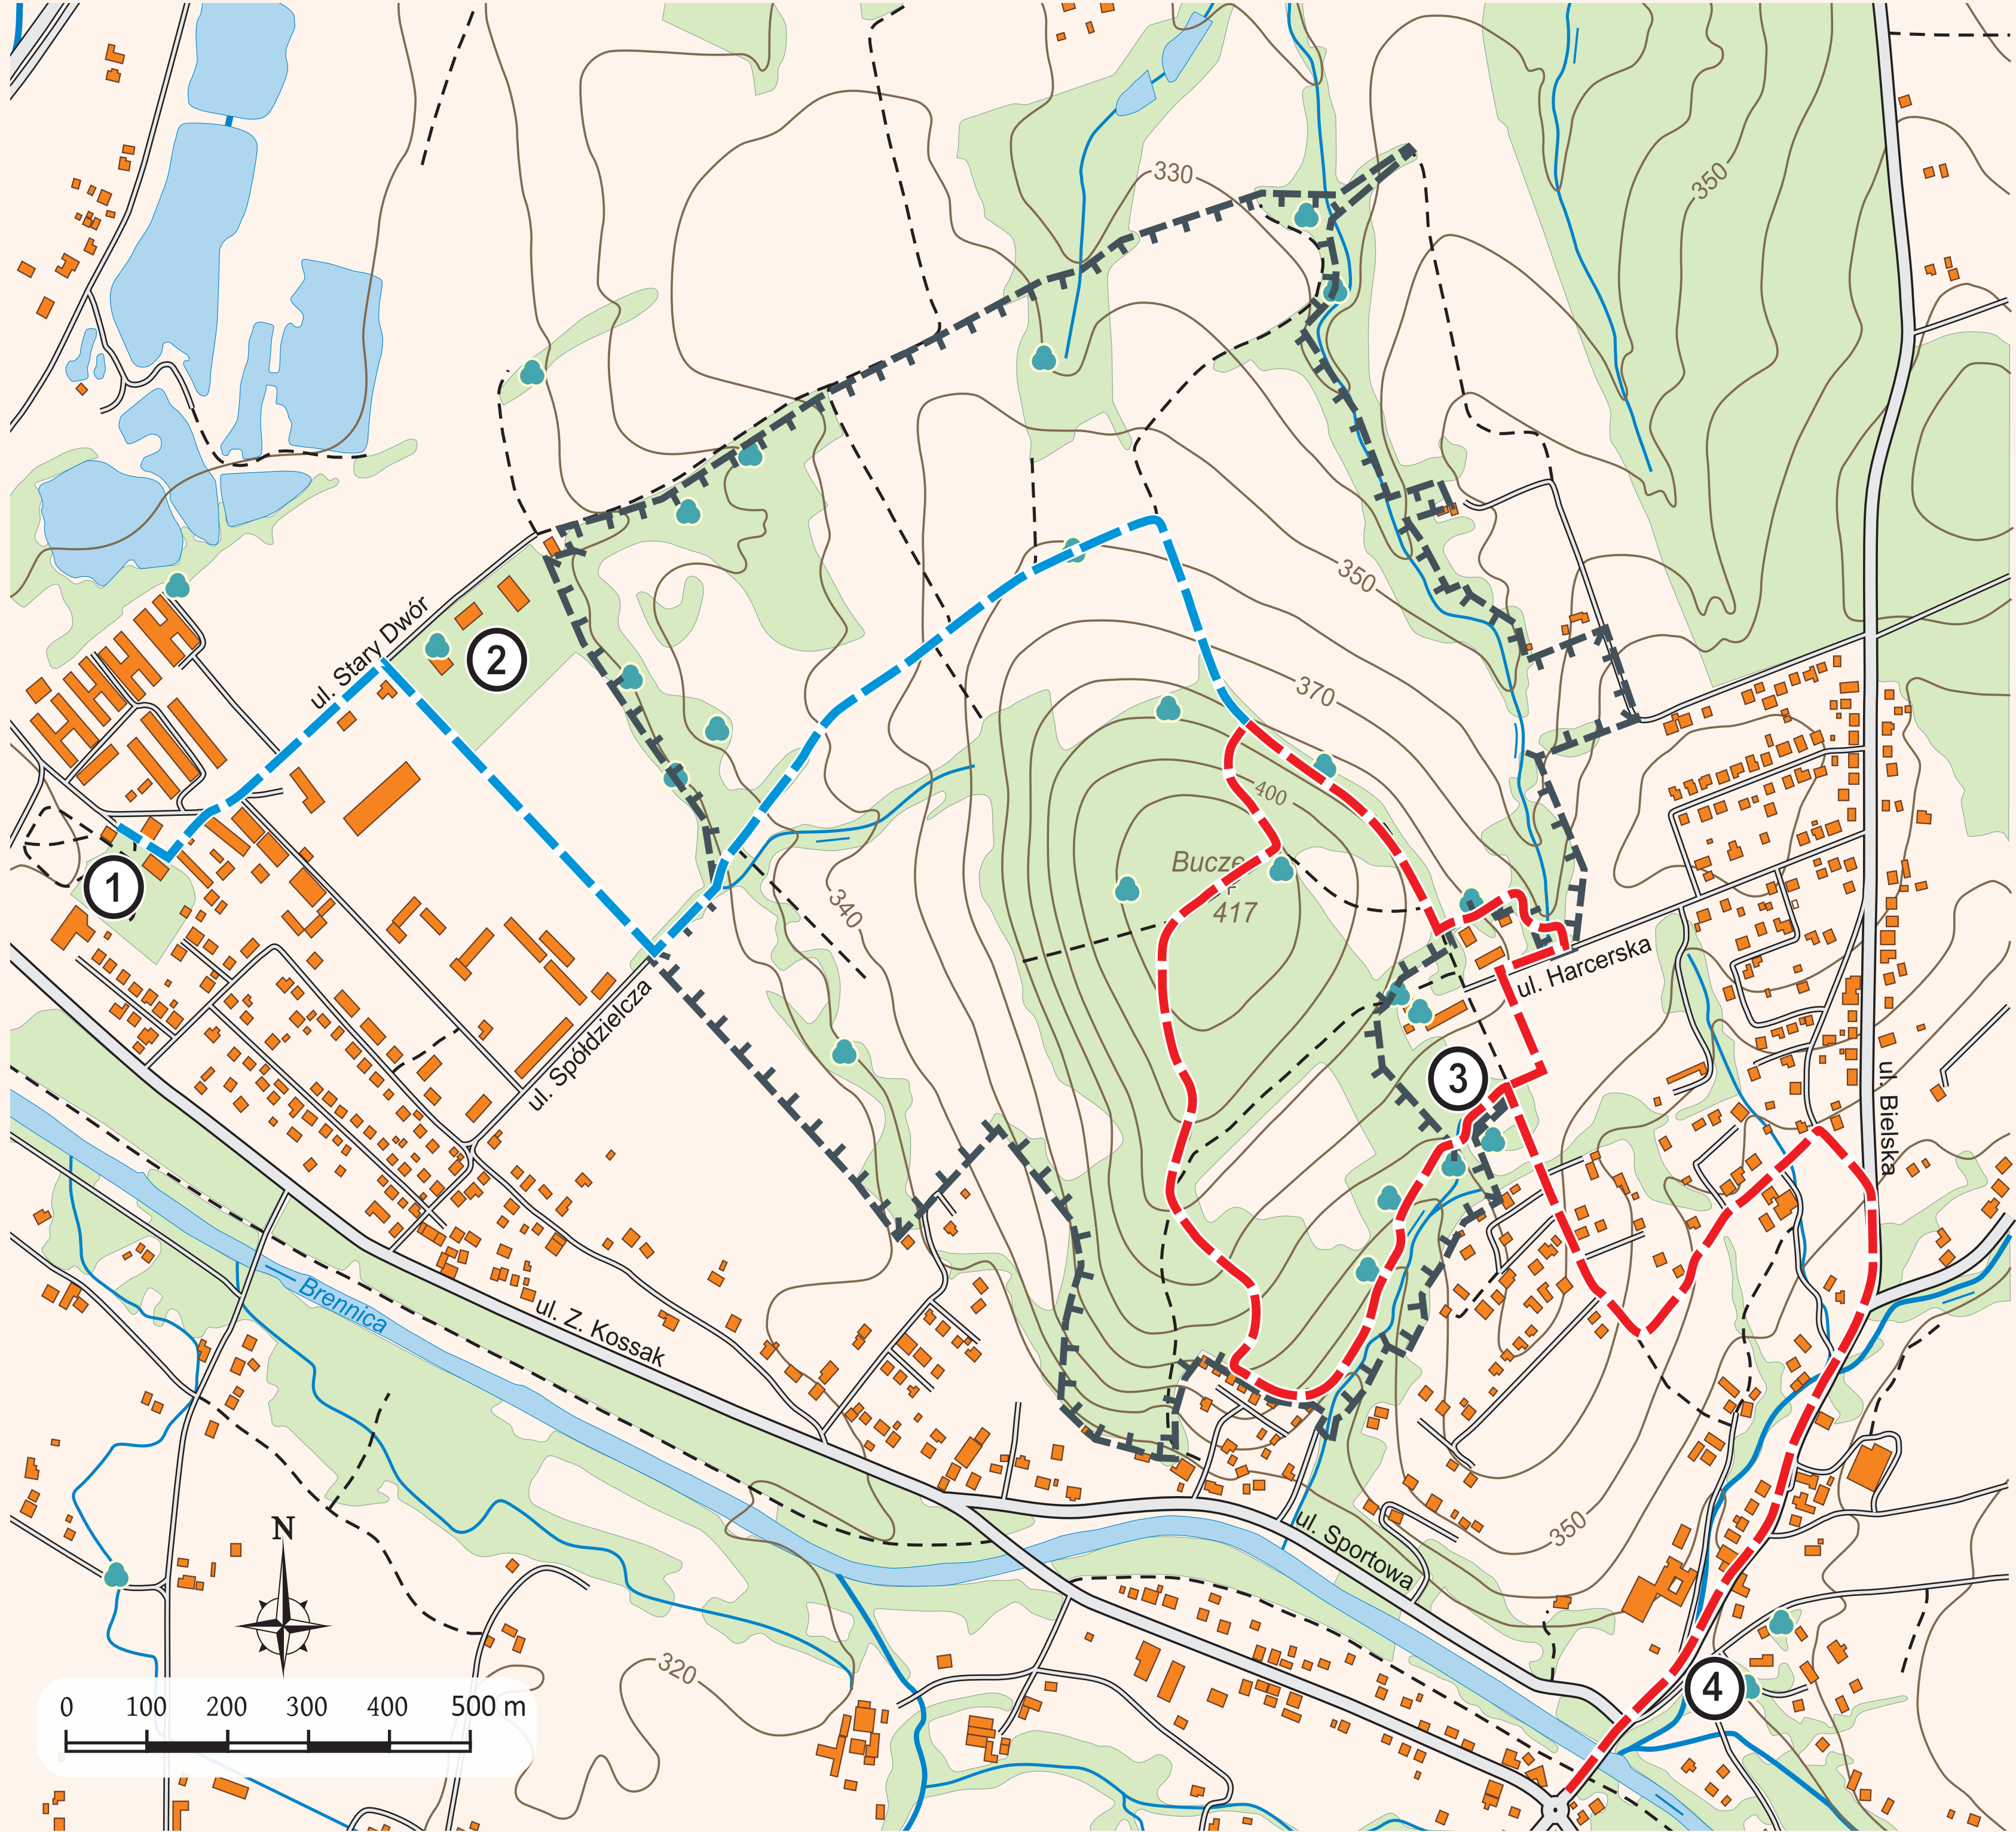 330
350
ul. Stary Dwór
2
350
370
400
1
Bucze
417
340
ul. Harcerska
ul. Spółdzielcza
3
ul. Bielska
Brennica
ul. Z. Kossak
N
ul. Sportowa
350
320
4
0 100 200 300 400 500 m